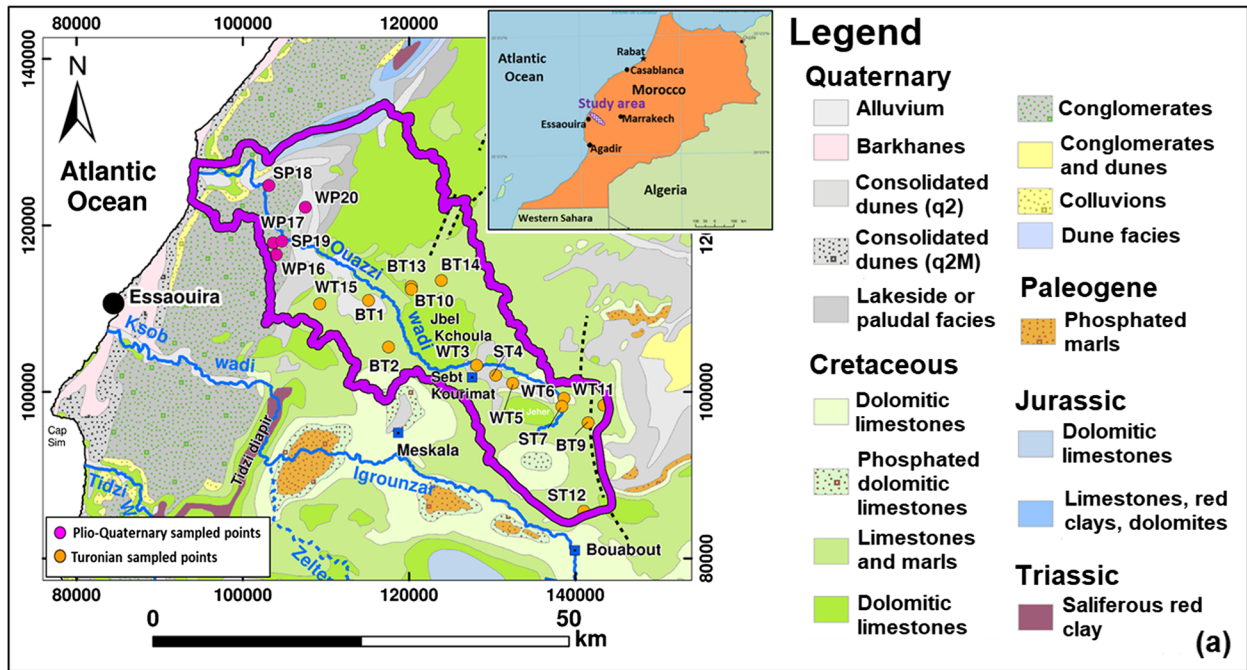 80000
100000
120000
140000
120000
100000
80000
N
Atlantic
Ocean
SP18
WP20
WP17
SP19
WP16
WT15
BT1
BT13
BT14
BT10
Jbel
Kchoula
BT2
WT3
ST4
Sebt
Kourimat
WT5
WT6
WT11
Jeher
ST7
BT9
ST12
Ouazzi
wadi
Essaouira
Ksob
wadi
Cap
Sim
Tidzi
Tidzi diapir
Meskala
Igrounzar
Zelten
Bouabout
Plio-Quaternary sampled points
Turonian sampled points
80000
100000
120000
140000
0
50
km
Atlantic
Ocean
Rabat
Casablanca
Morocco
Study area
Essaouira
Marrakech
Agadir
Algeria
Western Sahara
Legend
Quaternary
Alluvium
Barkhanes
Consolidated
dunes (q2)
Consolidated
dunes (q2M)
Lakeside or
paludal facies
Conglomerates
Conglomerates
and dunes
Colluvions
Dune facies
Paleogene
Phosphated
marls
Cretaceous
Dolomitic
limestones
Phosphated
dolomitic
limestones
Limestones
and marls
Dolomitic
limestones
Jurassic
Dolomitic
limestones
Limestones, red
clays, dolomites
Triassic
Saliferous red
clay
(a)